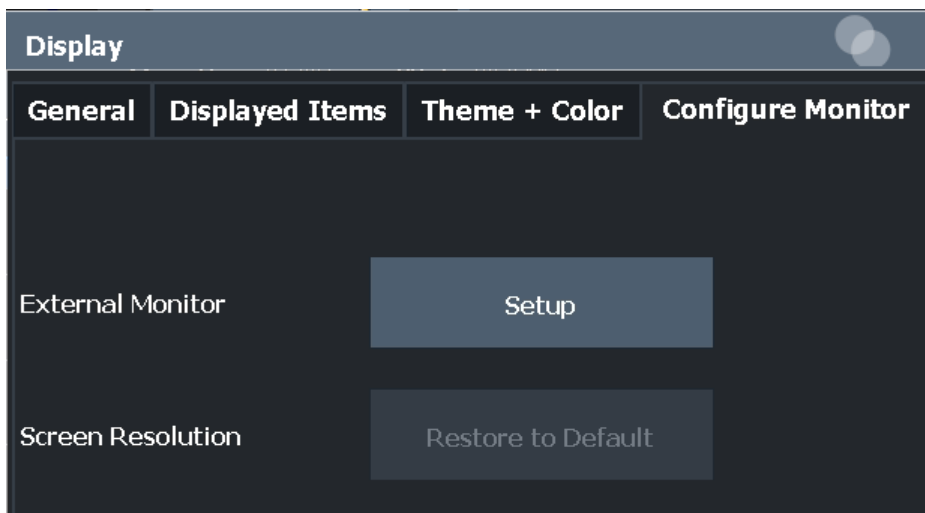 Display
General Displayed Items Theme + Color Configure Monitor
External Monitor Setup
Screen Resolution Restore to Default